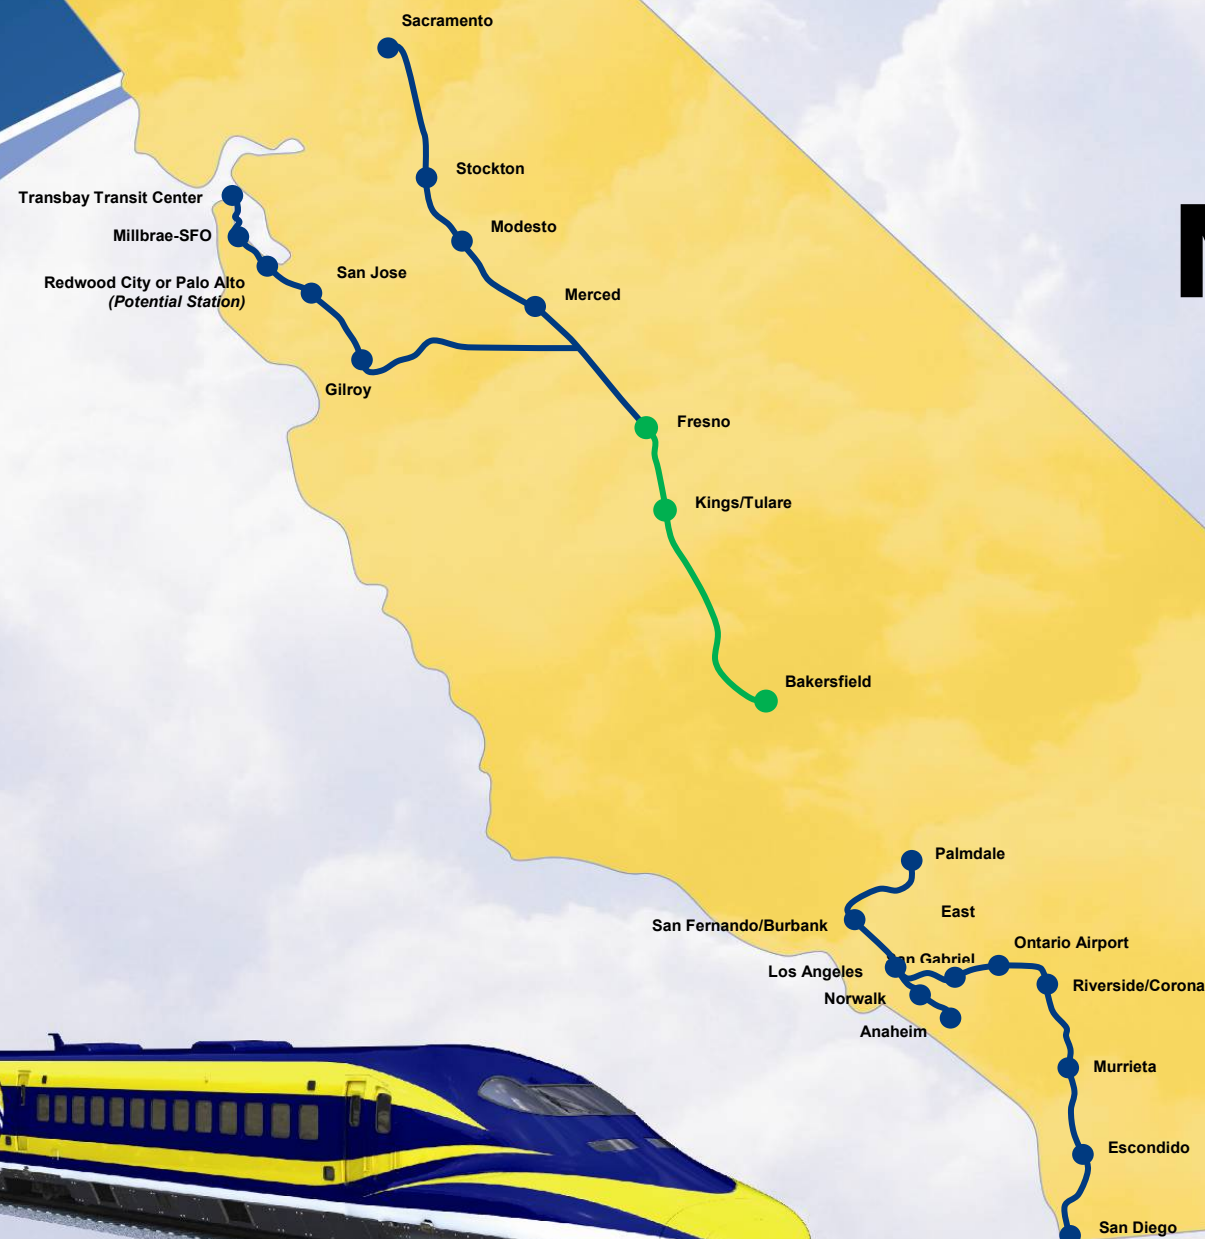 Sacramento
Stockton
Transbay Transit Center
Modesto
Millbrae-SFO
San Jose
Redwood City or Palo Alto
(Potential Station)
Merced
Gilroy
Fresno
Kings/Tulare
Bakersfield
Palmdale
East
San Fernando/Burbank
Ontario Airport
San Gabriel
Los Angeles
Riverside/Corona
Norwalk
Anaheim
Murrieta
Escondido
San Diego